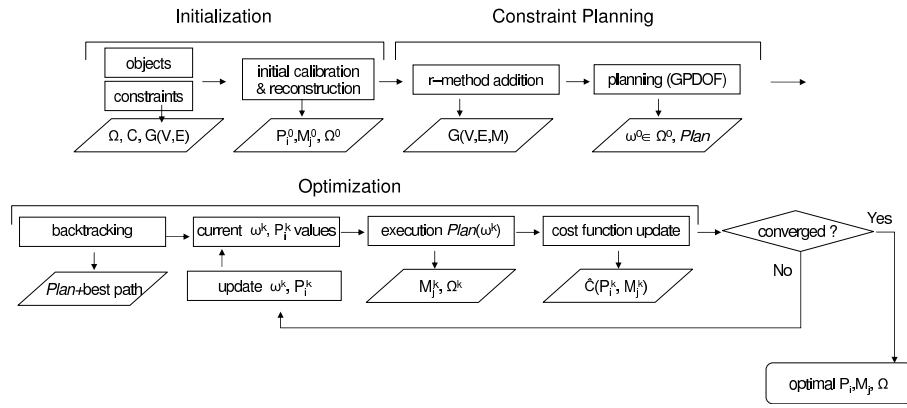 Initialization
Constraint Planning
objects
constraints
initial calibration
& reconstruction
r–method addition
planning (GPDOF)
Ω, C, G(V,E)
P_i^0, M_j^0, Ω^0
G(V,E,M)
ω^0 ∈ Ω^0, Plan
Optimization
backtracking
current ω^k, P_i^k values
execution Plan(ω^k)
cost function update
converged ?
Yes
No
Plan+best path
update ω^k, P_i^k
M_j^k, Ω^k
Ĉ(P_i^k, M_j^k)
optimal P_i, M_j, Ω